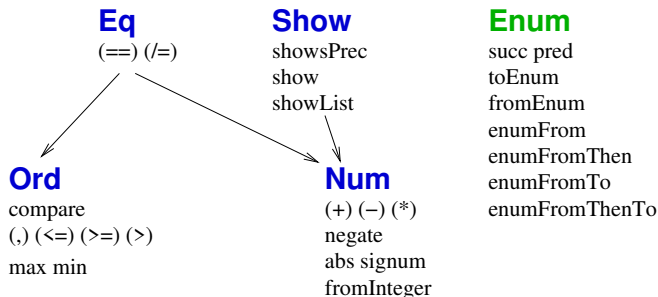 Eq
(==) (/=)
Show
showsPrec
show
showList
Enum
succ pred
toEnum
fromEnum
enumFrom
enumFromThen
enumFromTo
enumFromThenTo
Ord
compare
(,) (<=) (>=) (>)
max min
Num
(+) (−) (*)
negate
abs signum
fromInteger